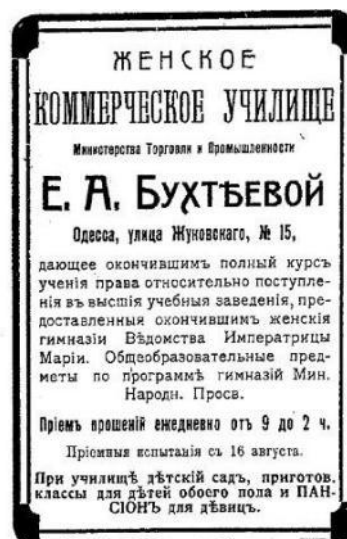 ЖЕНСКОЕ
КОММЕРЧЕСКОЕ УЧИЛИЩЕ
Министерства Торговли и Промышленности
Е. А. БУХТѢЕВОЙ
Одесса, улица Жуковскаго, № 15,
дающее окончившимъ полный курсъ
ученія права относительно поступле-
нія въ высшія учебныя заведенія, пре-
доставленныя окончившимъ женскія
гимназіи Вѣдомства Императрицы
Маріи. Общеобразовательные пред-
меты по программѣ гимназій Мин.
Народн. Просв.
Пріемъ прошеній ежедневно отъ 9 до 2 ч.
Пріемныя испытанія съ 16 августа.
При училищѣ дѣтскій сад, приготов.
классы для дѣтей обоего пола и ПАН-
СІОНЪ для дѣвиц.